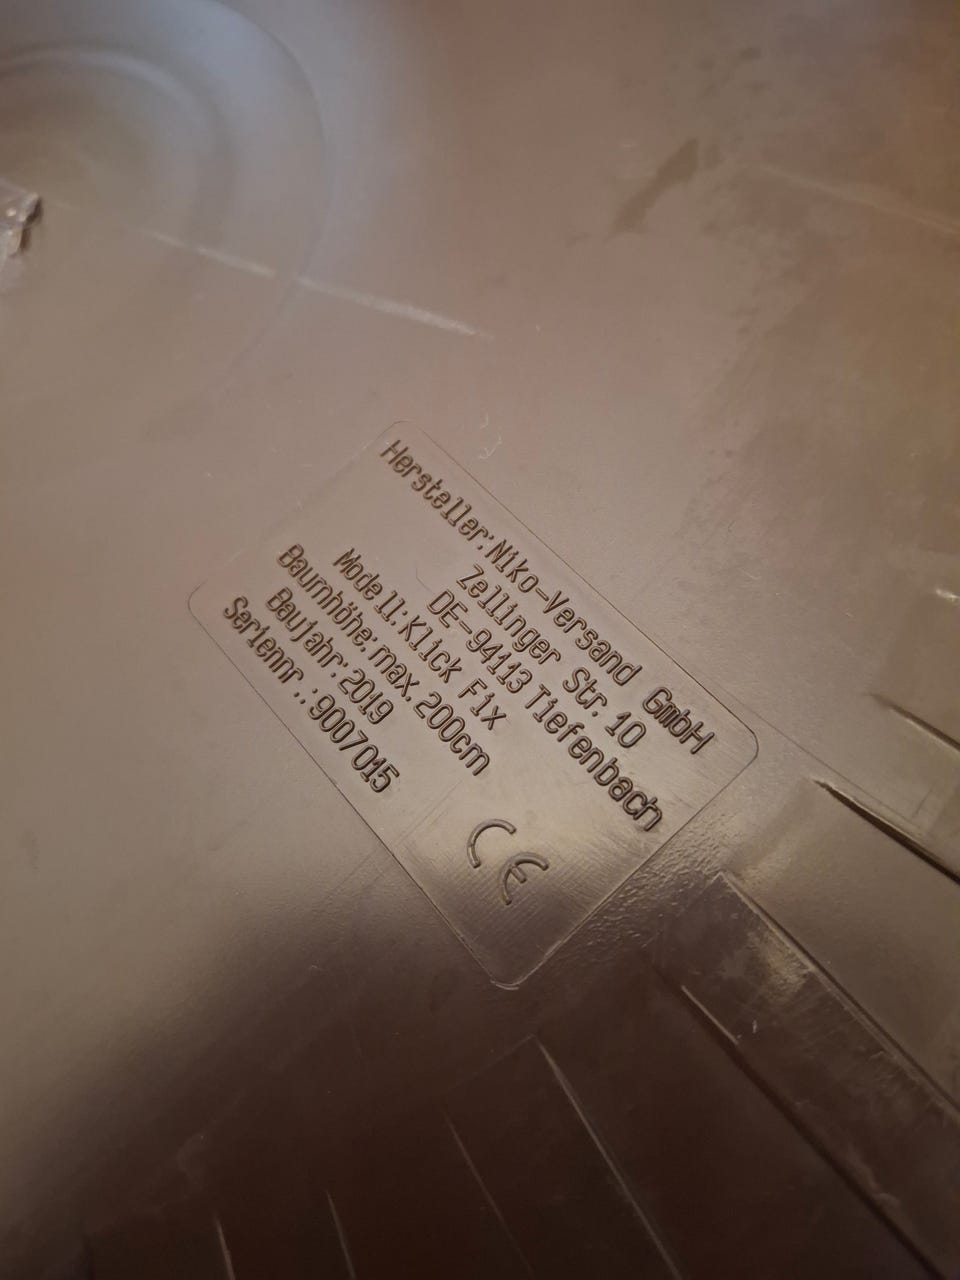 Hersteller:Niko-Versand GmbH
Zellinger Str. 10
DE-94113 Tiefenbach
Modell:Klick Fix
Baumhöhe:max. 200cm
Baujahr:2019
Seriennr.:9007015
CE